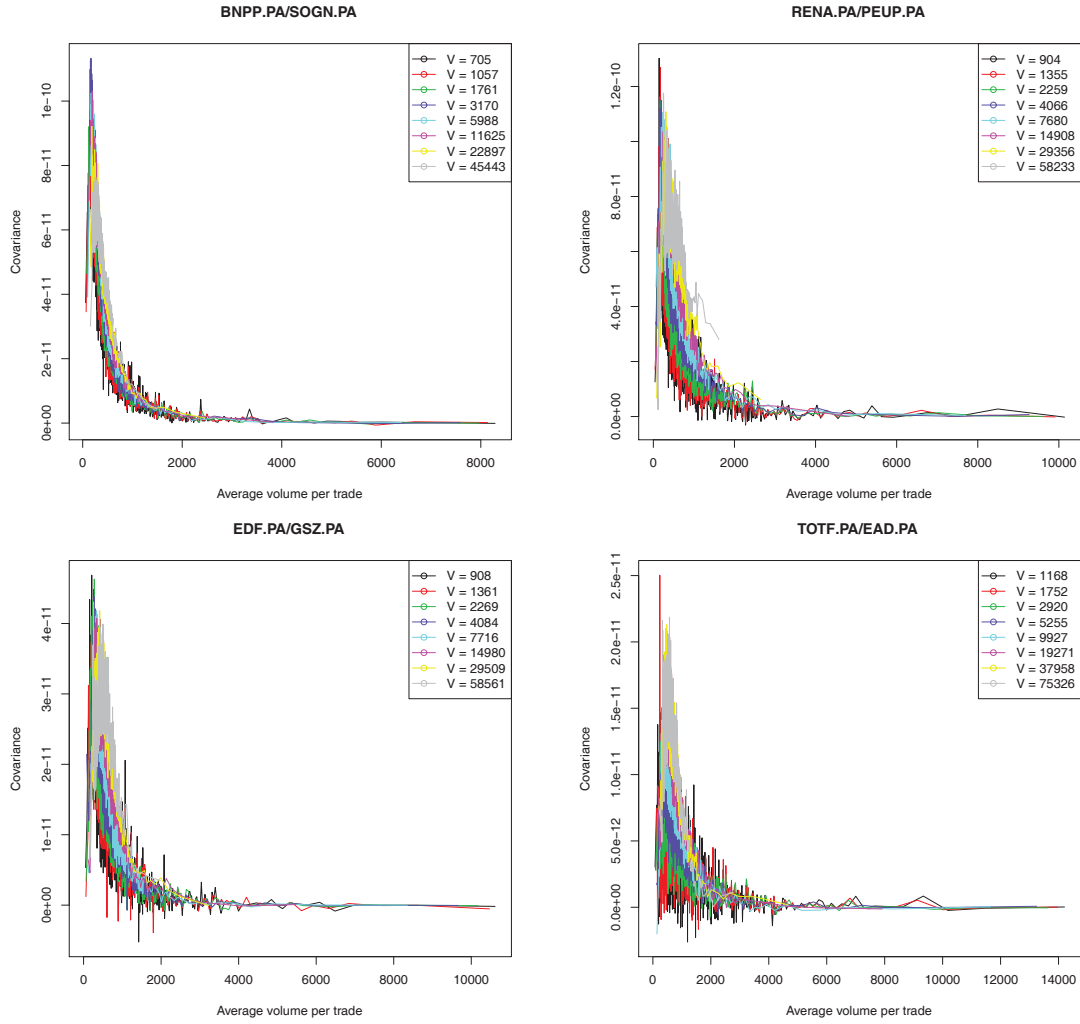 BNPP.PA/SOGN.PA
Covariance
0e+00
2e-11
4e-11
6e-11
8e-11
1e-10
V = 705
V = 1057
V = 1761
V = 3170
V = 5988
V = 11625
V = 22897
V = 45443
0 2000 4000 6000 8000
Average volume per trade
RENA.PA/PEUP.PA
Covariance
0.0e+00
4.0e-11
8.0e-11
1.2e-10
V = 904
V = 1355
V = 2259
V = 4066
V = 7680
V = 14908
V = 29356
V = 58233
0 2000 4000 6000 8000 10000
Average volume per trade
EDF.PA/GSZ.PA
Covariance
0e+00
1e-11
2e-11
3e-11
4e-11
V = 908
V = 1361
V = 2269
V = 4084
V = 7716
V = 14980
V = 29509
V = 58561
0 2000 4000 6000 8000 10000
Average volume per trade
TOTF.PA/EAD.PA
Covariance
0.0e+00
5.0e-12
1.0e-11
1.5e-11
2.0e-11
2.5e-11
V = 1168
V = 1752
V = 2920
V = 5255
V = 9927
V = 19271
V = 37958
V = 75326
0 2000 4000 6000 8000 10000 12000 14000
Average volume per trade